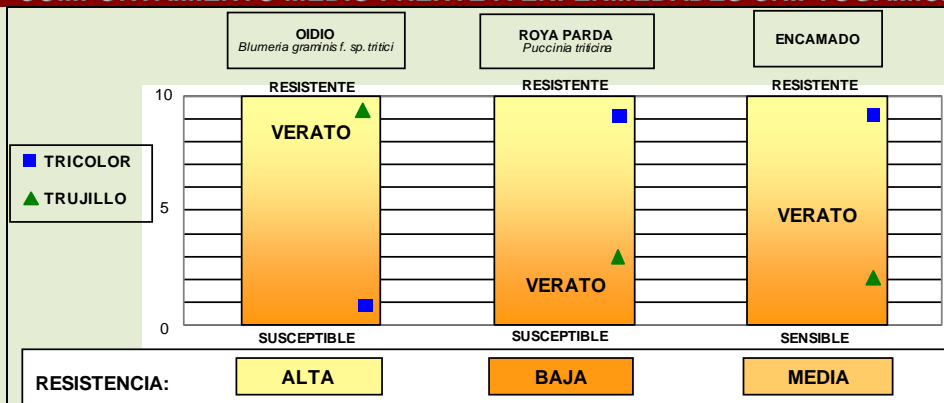 OIDIO
Blumeria graminis f. sp. tritici
ROYA PARDA
Puccinia triticina
ENCAMADO
RESISTENTE
RESISTENTE
RESISTENTE
10
VERATO
TRICOLOR
TRUJILLO
5
VERATO
VERATO
0
SUSCEPTIBLE
SUSCEPTIBLE
SENSIBLE
RESISTENCIA:
ALTA
BAJA
MEDIA